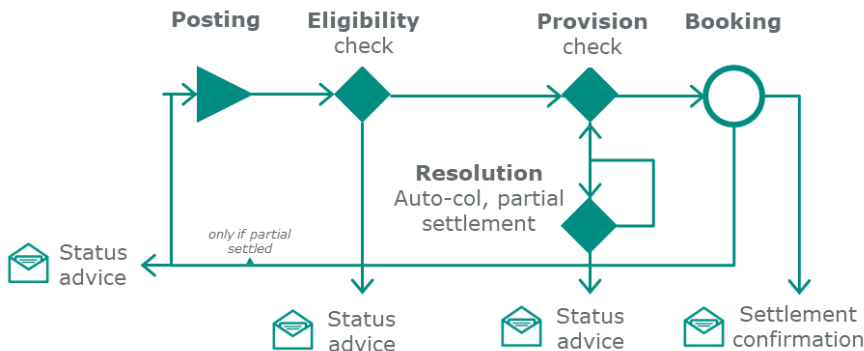 Posting
Eligibility
check
Provision
check
Booking
Resolution
Auto-col, partial
settlement
only if partial
settled
Status
advice
Status
advice
Status
advice
Settlement
confirmation